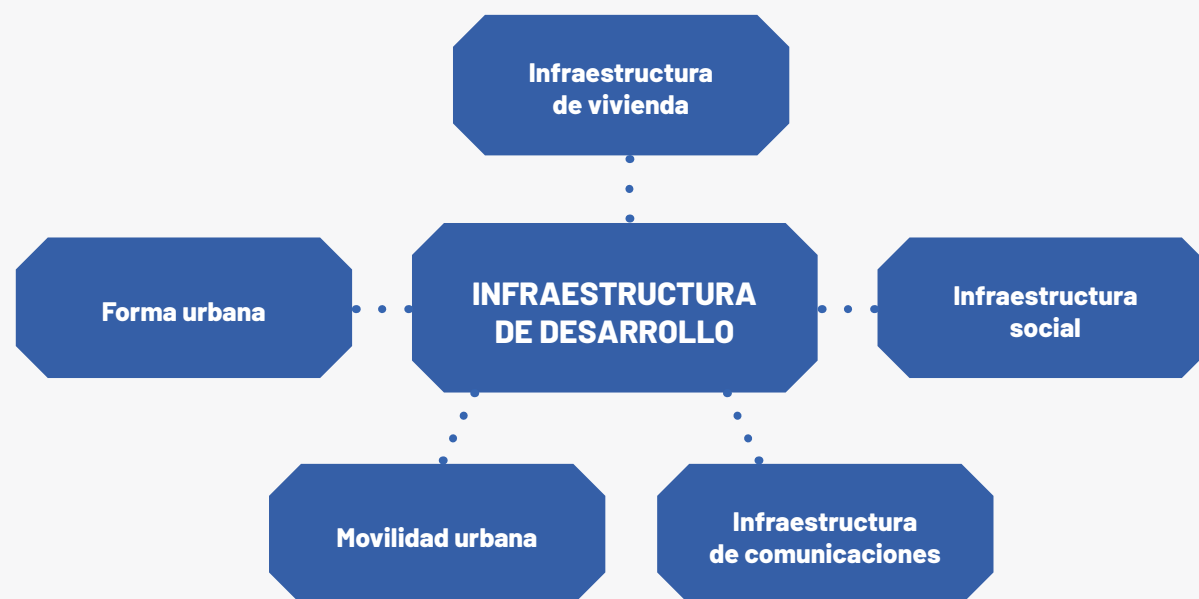 Infraestructura
de vivienda
Forma urbana
INFRAESTRUCTURA
DE DESARROLLO
Infraestructura
social
Movilidad urbana
Infraestructura
de comunicaciones